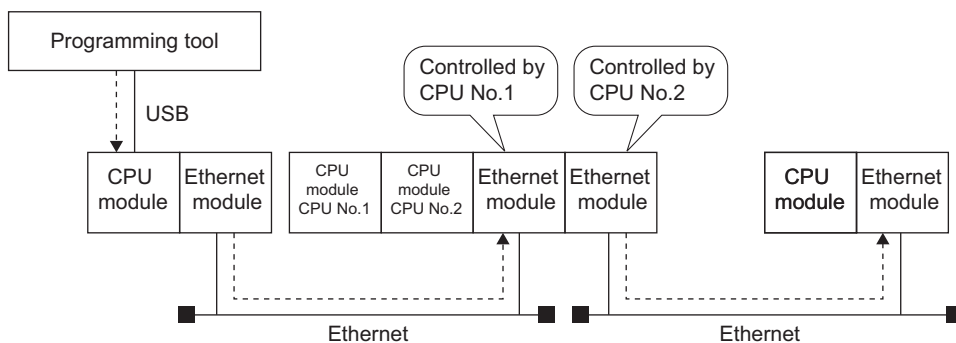 Programming tool
Controlled by
CPU No.1
Controlled by
CPU No.2
USB
CPU
module
Ethernet
module
CPU
module
CPU No.1
CPU
module
CPU No.2
Ethernet
module
Ethernet
module
CPU
module
Ethernet
module
Ethernet
Ethernet